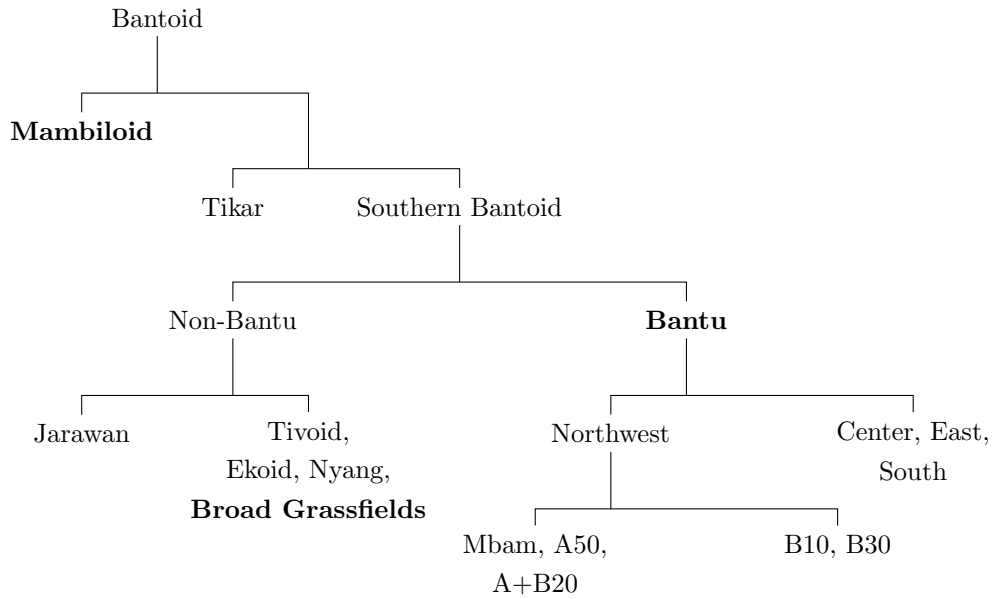 Bantoid
Mambiloid
Tikar
Southern Bantoid
Non-Bantu
Bantu
Jarawan
Tivoid,
Ekoid, Nyang,
Broad Grassfields
Northwest
Center, East,
South
Mbam, A50,
A+B20
B10, B30